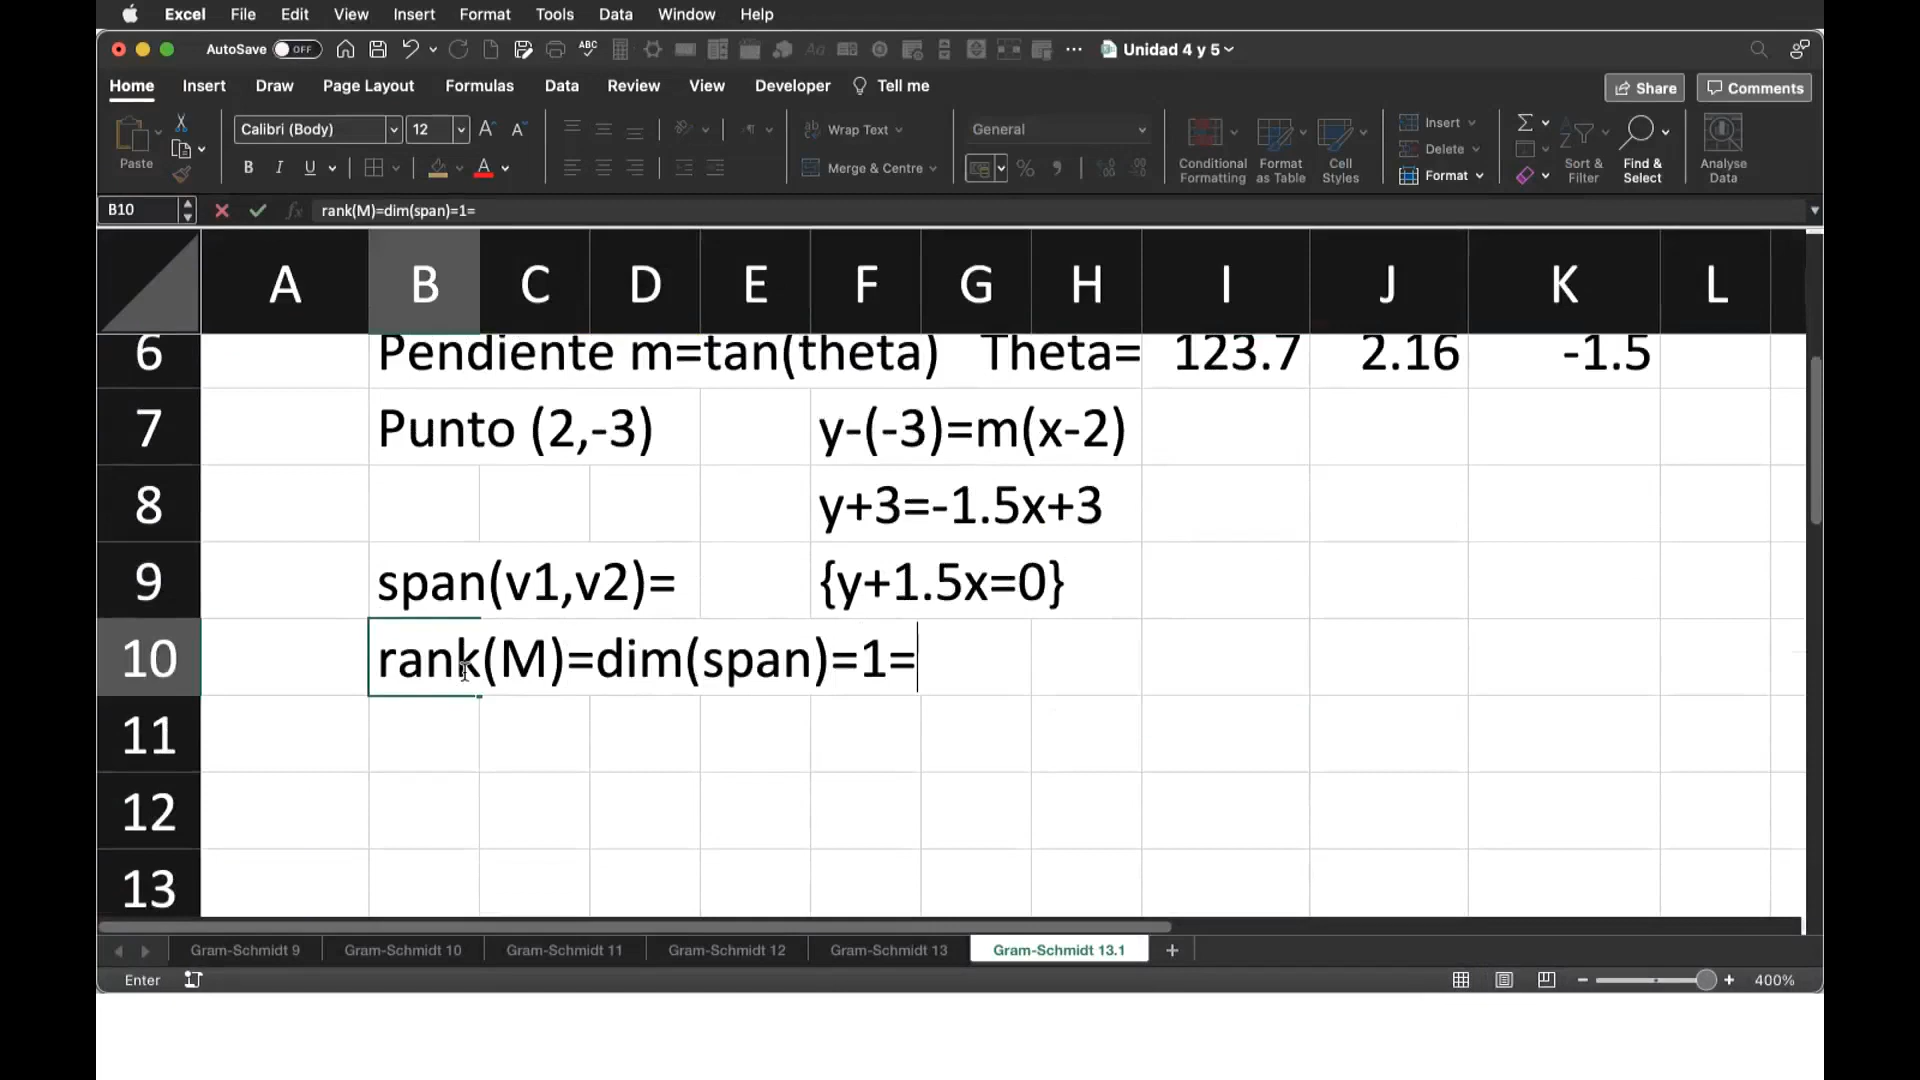 Excel File Edit View Insert Format Tools Data Window Help
AutoSave OFF ABC Aa ... Unidad 4 y 5
Home Insert Draw Page Layout Formulas Data Review View Developer Tell me Share Comments
Paste Calibri (Body) 12 A A B I U A Wrap Text Merge & Centre General % Conditional Formatting Format as Table Cell Styles Insert Delete Format Sort & Filter Find & Select Analyse Data
B10 fx rank(M)=dim(span)=1=
A B C D E F G H I J K L
6 Pendiente m=tan(theta) Theta= 123.7 2.16 -1.5
7 Punto (2,-3) y-(-3)=m(x-2)
8 y+3=-1.5x+3
9 span(v1,v2)= {y+1.5x=0}
10 rank(M)=dim(span)=1=
11
12
13
Gram-Schmidt 9 Gram-Schmidt 10 Gram-Schmidt 11 Gram-Schmidt 12 Gram-Schmidt 13 Gram-Schmidt 13.1 +
Enter - + 400%